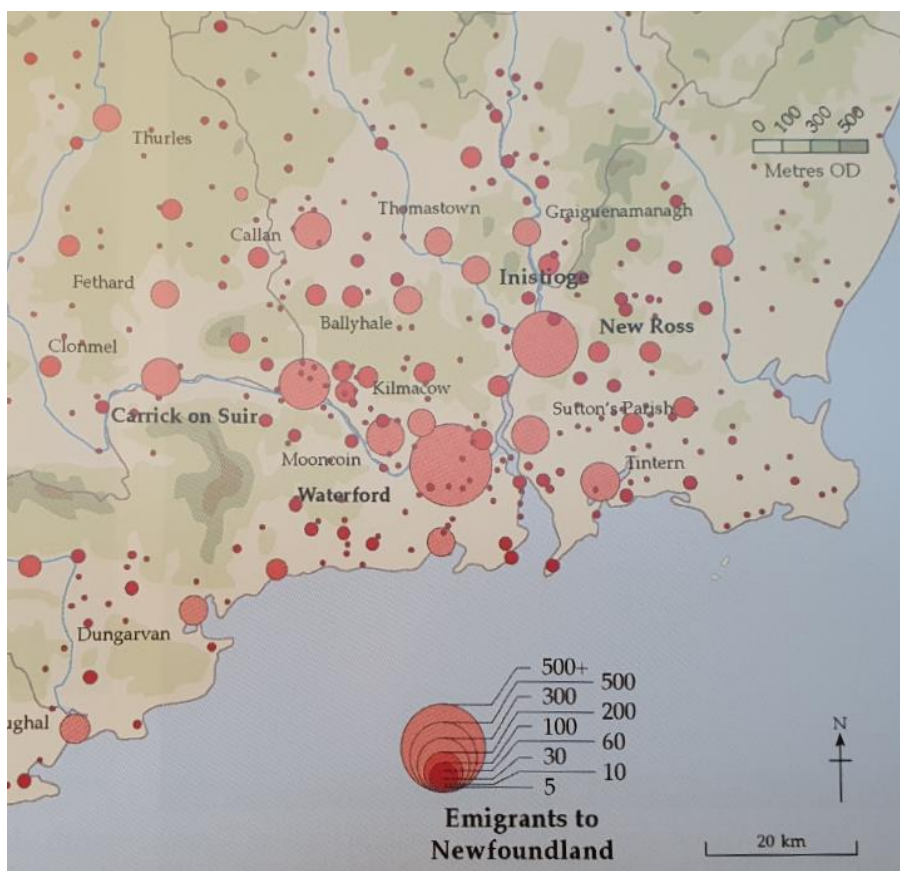 0 100 300 500
Metres OD
Thurles
Thomastown
Graiguenamanagh
Callan
Inistioge
Fethard
Ballyhale
New Ross
Clonmel
Kilmacow
Carrick on Suir
Sutton's Parish
Mooncoin
Tintern
Waterford
Dungarvan
ughal
500+
500
300
200
100
60
30
10
5
N
Emigrants to
Newfoundland
20 km